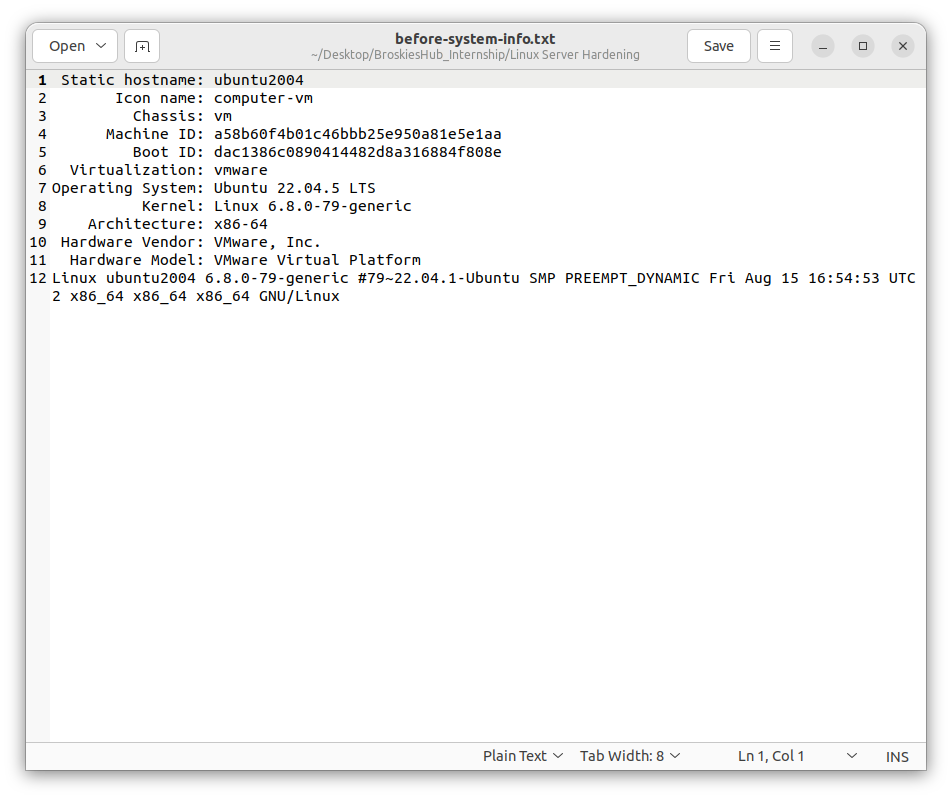 Open
before-system-info.txt
~/Desktop/BroskiesHub_Internship/Linux Server Hardening
Save
1 Static hostname: ubuntu2004
2 Icon name: computer-vm
3 Chassis: vm
4 Machine ID: a58b60f4b01c46bbb25e950a81e5e1aa
5 Boot ID: dac1386c0890414482d8a316884f808e
6 Virtualization: vmware
7 Operating System: Ubuntu 22.04.5 LTS
8 Kernel: Linux 6.8.0-79-generic
9 Architecture: x86-64
10 Hardware Vendor: VMware, Inc.
11 Hardware Model: VMware Virtual Platform
12 Linux ubuntu2004 6.8.0-79-generic #79~22.04.1-Ubuntu SMP PREEMPT_DYNAMIC Fri Aug 15 16:54:53 UTC
2 x86_64 x86_64 x86_64 GNU/Linux
Plain Text Tab Width: 8 Ln 1, Col 1 INS